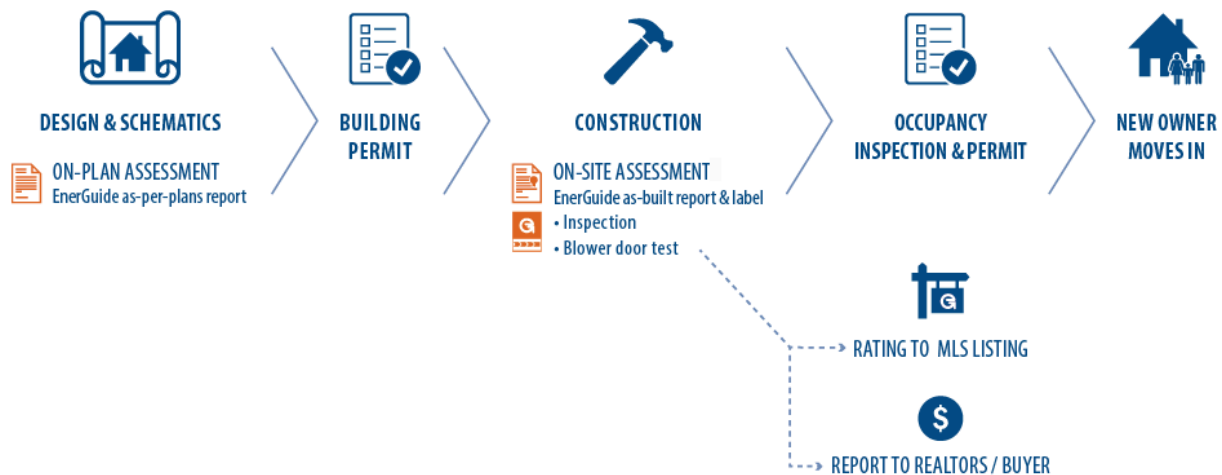 DESIGN & SCHEMATICS
ON-PLAN ASSESSMENT
EnerGuide as-per-plans report
BUILDING
PERMIT
CONSTRUCTION
ON-SITE ASSESSMENT
EnerGuide as-built report & label
• Inspection
• Blower door test
OCCUPANCY
INSPECTION & PERMIT
NEW OWNER
MOVES IN
RATING TO MLS LISTING
$
REPORT TO REALTORS / BUYER